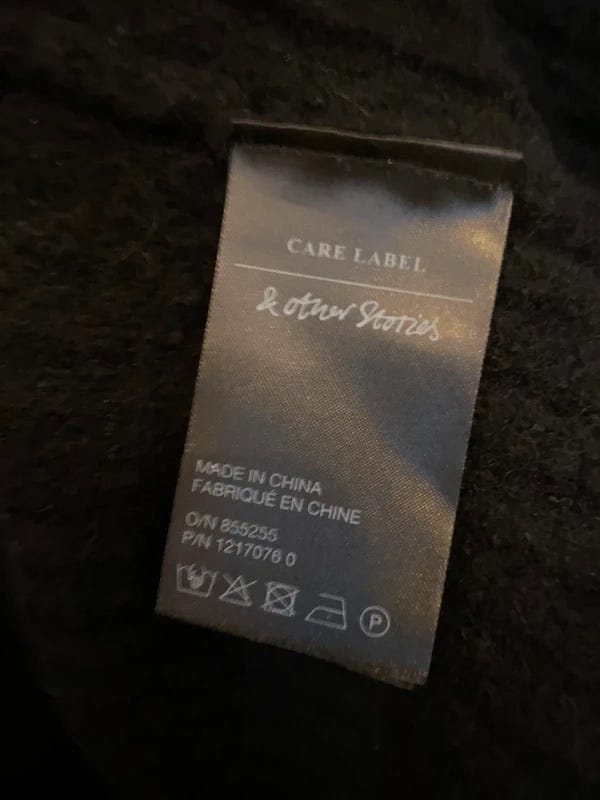 CARE LABEL
& other Stories
MADE IN CHINA
FABRIQUÉ EN CHINE
O/N 855255
P/N 1217076 0
P